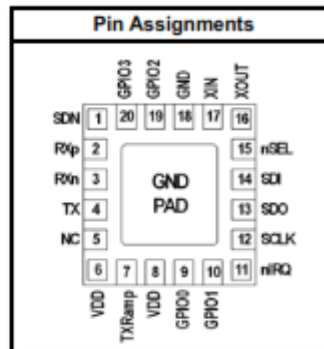 Pin Assignments
GPIO3 GPIO2 GND XIN XOUT
SDN 1 20 19 18 17 16
RXp 2 15 nSEL
RXn 3 GND 14 SDI
TX 4 PAD 13 SDO
NC 5 12 SCLK
6 7 8 9 10 11 nIRQ
VDD TXRamp VDD GPIO0 GPIO1